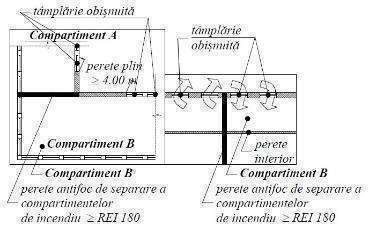 tâmplărie obișnuită
Compartiment A
perete plin
> 4.00 m
Compartiment B
Compartiment B
perete antifoc de separare a
compartimentelor
de incendiu ≥ REI 180
tâmplărie
obișnuită
perete
interior
Compartiment B
perete antifoc de separare a
compartimentelor
de incendiu ≥ REI 180